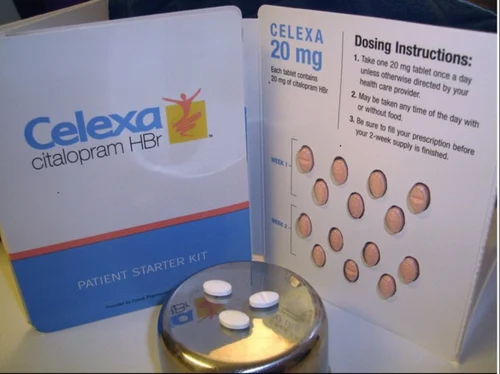 Celexa
citalopram HBr
PATIENT STARTER KIT
CELEXA
20 mg
Each tablet contains
20 mg of citalopram HBr
Dosing Instructions:
1. Take one 20 mg tablet once a day
unless otherwise directed by your
health care provider.
2. May be taken any time of the day with
or without food.
3. Be sure to fill your prescription before
your 2-week supply is finished.
WEEK 1
WEEK 2